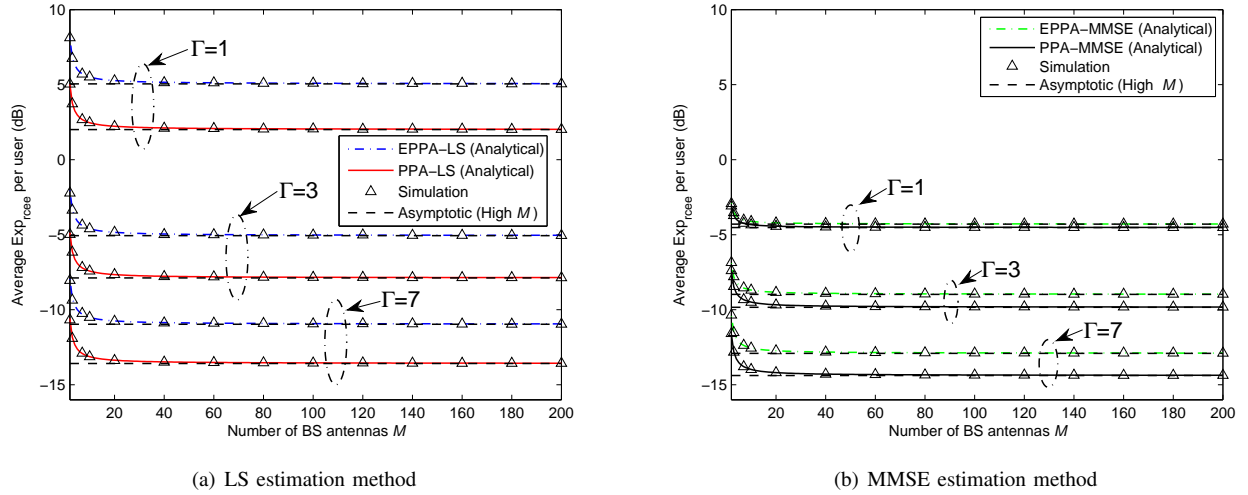 10
5
0
−5
−10
−15
20 40 60 80 100 120 140 160 180 200
Number of BS antennas M
Average Exp_rcee per user (dB)
Γ=1
Γ=3
Γ=7
EPPA−LS (Analytical)
PPA−LS (Analytical)
Simulation
Asymptotic (High M)
(a) LS estimation method
10
5
0
−5
−10
−15
20 40 60 80 100 120 140 160 180 200
Number of BS antennas M
Average Exp_rcee per user (dB)
EPPA−MMSE (Analytical)
PPA−MMSE (Analytical)
Simulation
Asymptotic (High M)
Γ=1
Γ=3
Γ=7
(b) MMSE estimation method